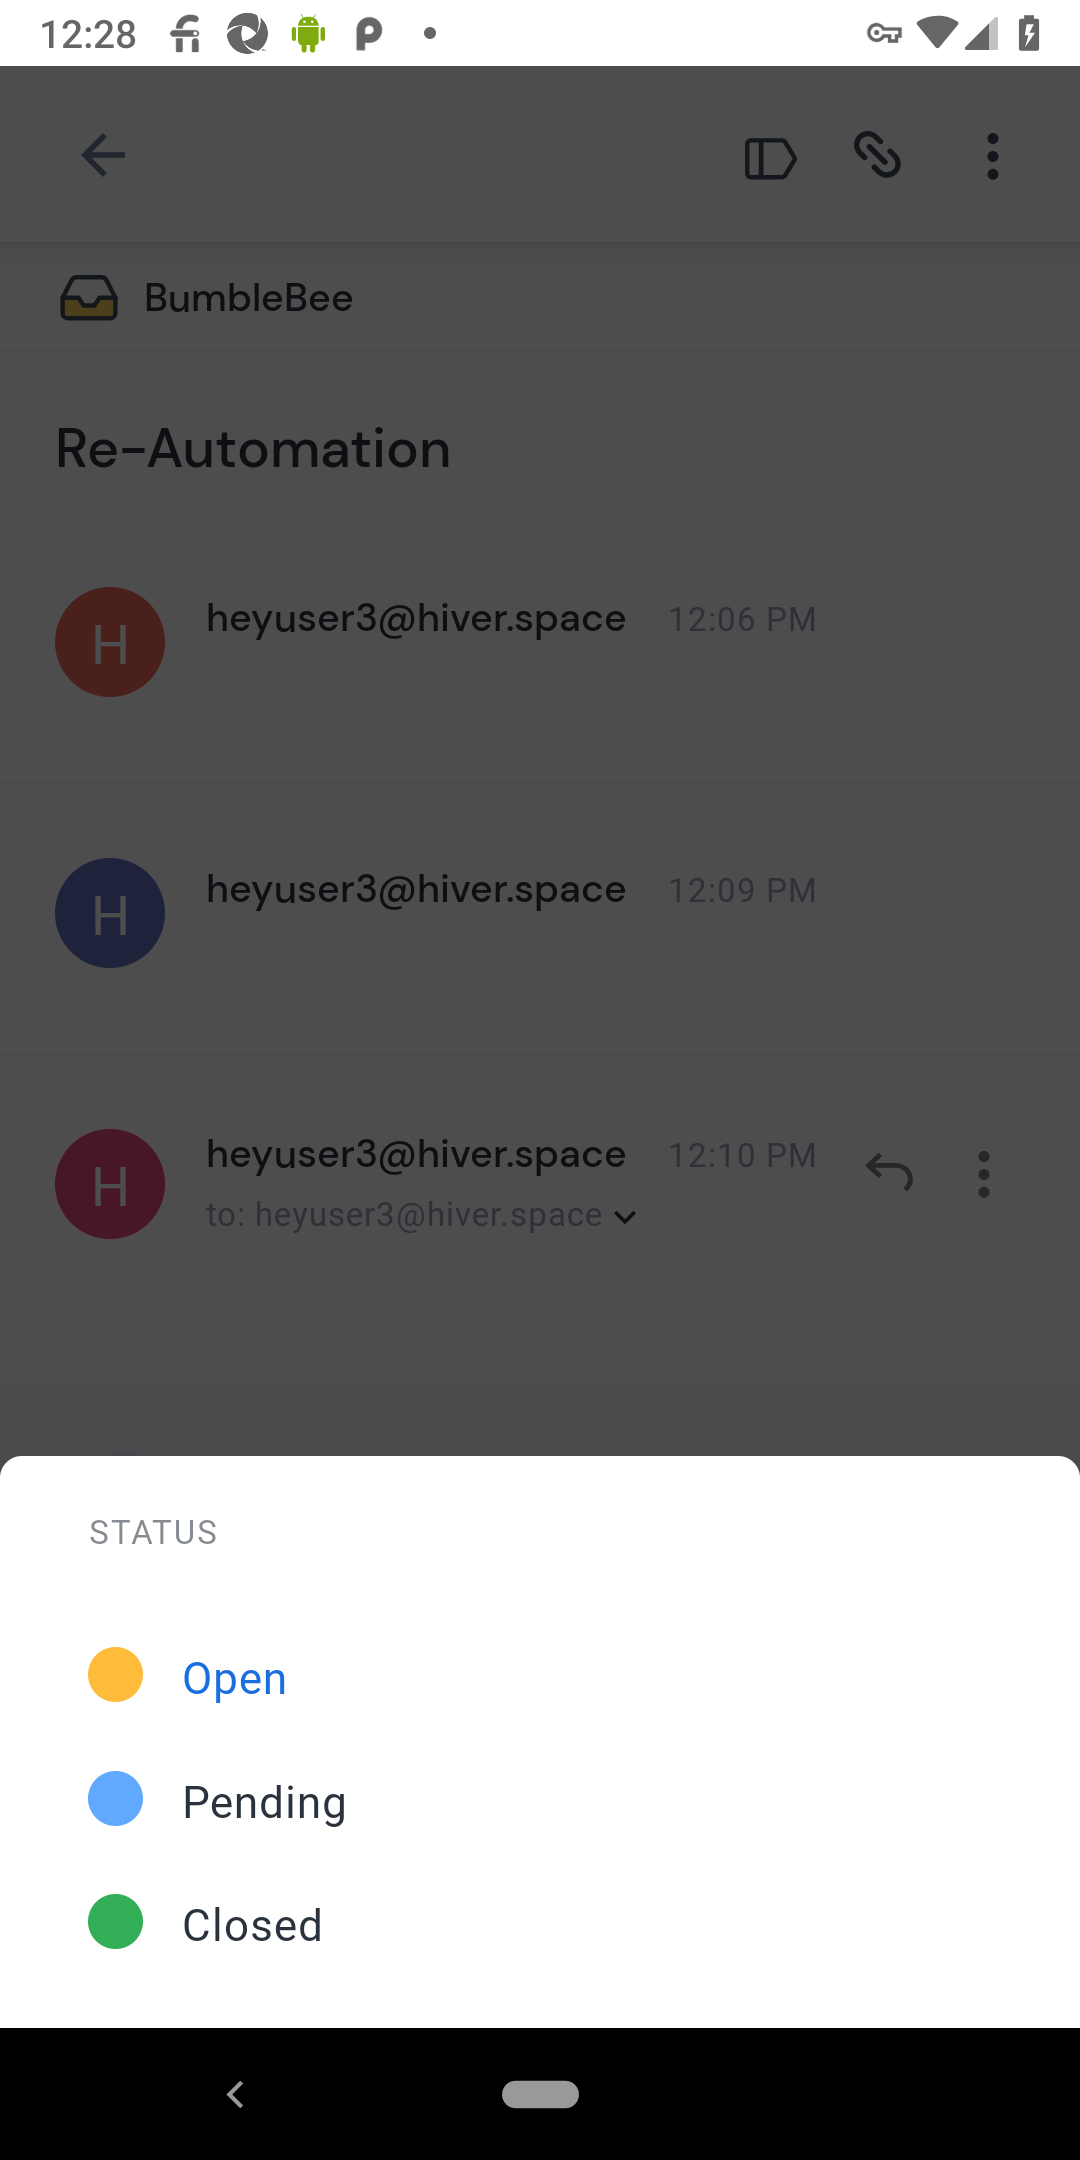 12:28
BumbleBee
Re-Automation
H
heyuser3@hiver.space 12:06 PM
H
heyuser3@hiver.space 12:09 PM
H
heyuser3@hiver.space 12:10 PM
to: heyuser3@hiver.space
STATUS
Open
Pending
Closed